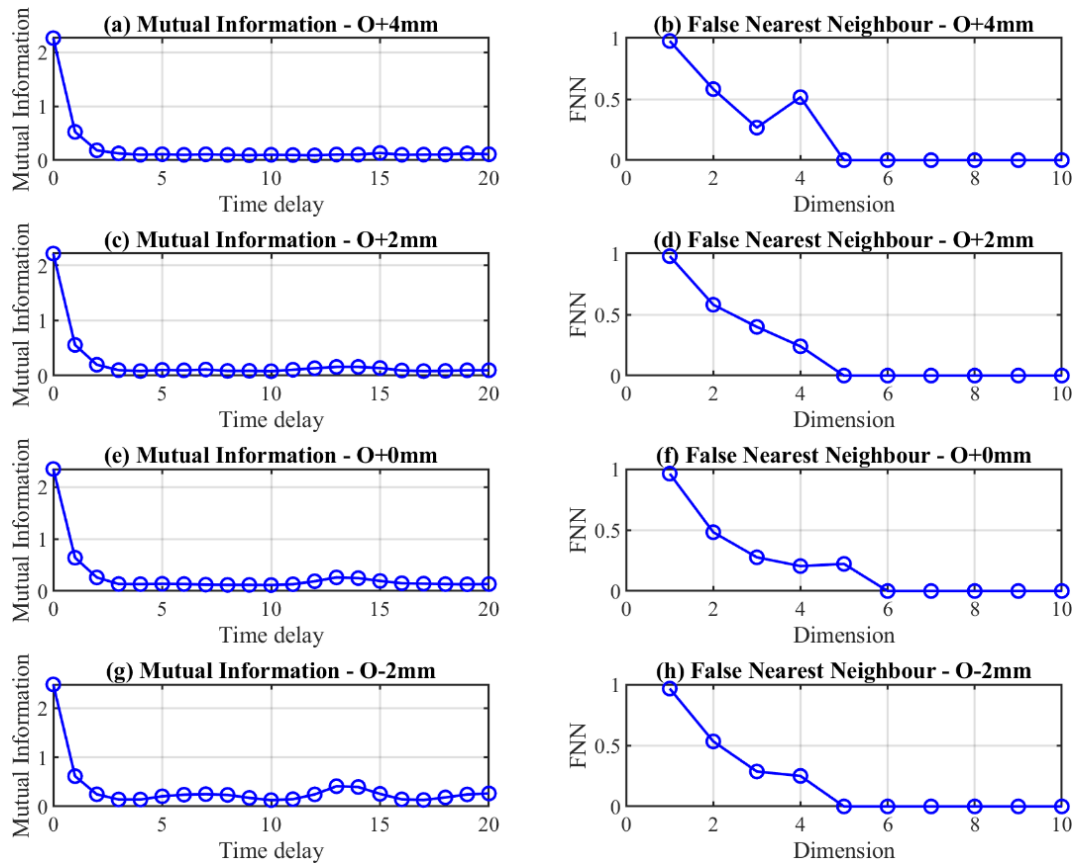 (a) Mutual Information - O+4mm
Mutual Information
2
1
0
0 5 10 15 20
Time delay
(b) False Nearest Neighbour - O+4mm
FNN
1
0.5
0
0 2 4 6 8 10
Dimension
(c) Mutual Information - O+2mm
Mutual Information
2
1
0
0 5 10 15 20
Time delay
(d) False Nearest Neighbour - O+2mm
FNN
1
0.5
0
0 2 4 6 8 10
Dimension
(e) Mutual Information - O+0mm
Mutual Information
2
1
0
0 5 10 15 20
Time delay
(f) False Nearest Neighbour - O+0mm
FNN
1
0.5
0
0 2 4 6 8 10
Dimension
(g) Mutual Information - O-2mm
Mutual Information
2
1
0
0 5 10 15 20
Time delay
(h) False Nearest Neighbour - O-2mm
FNN
1
0.5
0
0 2 4 6 8 10
Dimension